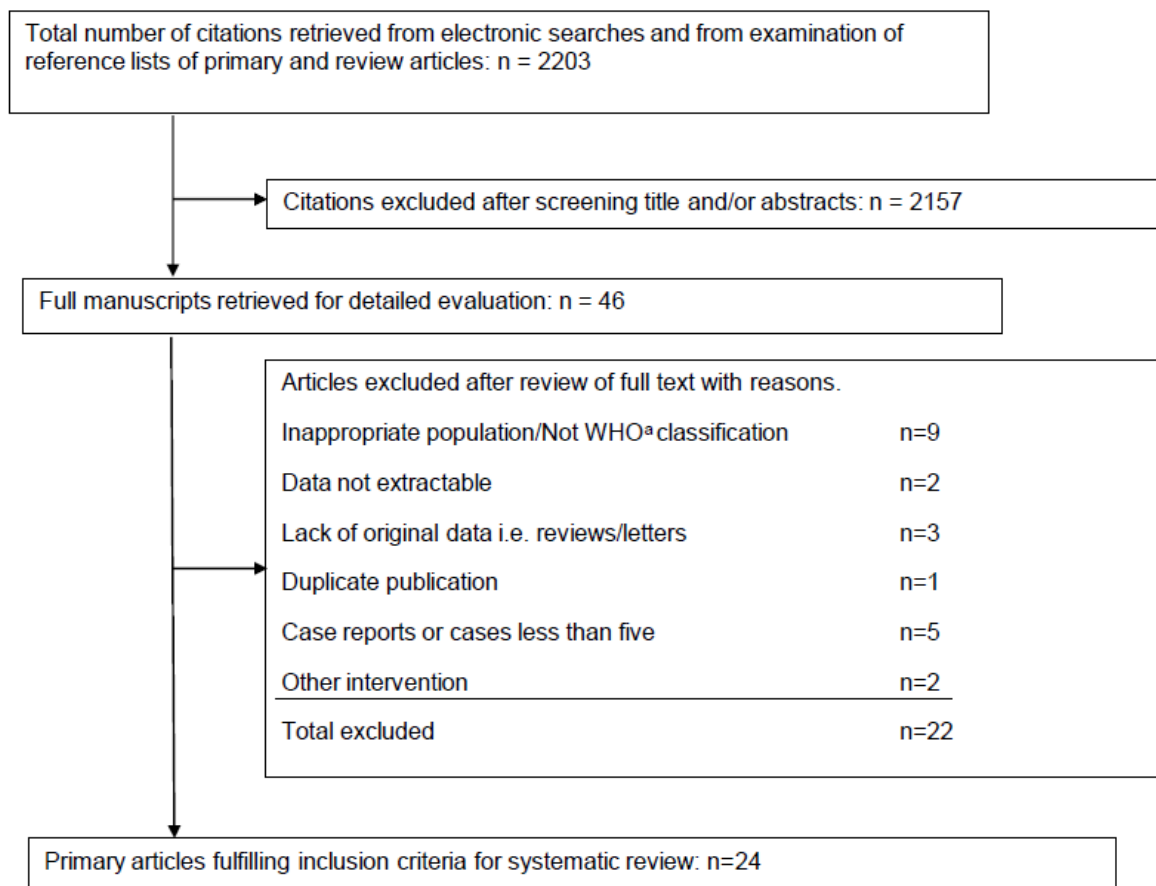 Total number of citations retrieved from electronic searches and from examination of
reference lists of primary and review articles: n = 2203
Citations excluded after screening title and/or abstracts: n = 2157
Full manuscripts retrieved for detailed evaluation: n = 46
Articles excluded after review of full text with reasons.
Inappropriate population/Not WHOᵃ classification n=9
Data not extractable n=2
Lack of original data i.e. reviews/letters n=3
Duplicate publication n=1
Case reports or cases less than five n=5
Other intervention n=2
Total excluded n=22
Primary articles fulfilling inclusion criteria for systematic review: n=24